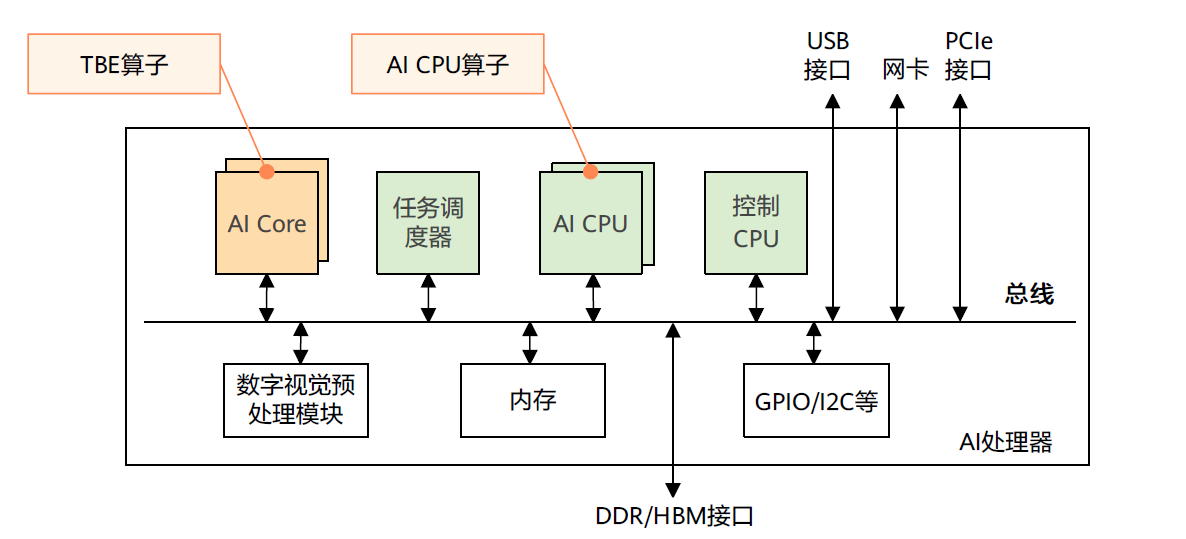 TBE算子
AI CPU算子
USB
接口
网卡
PCIe
接口
AI Core
任务调
度器
AI CPU
控制
CPU
总线
数字视觉预
处理模块
内存
GPIO/I2C等
AI处理器
DDR/HBM接口